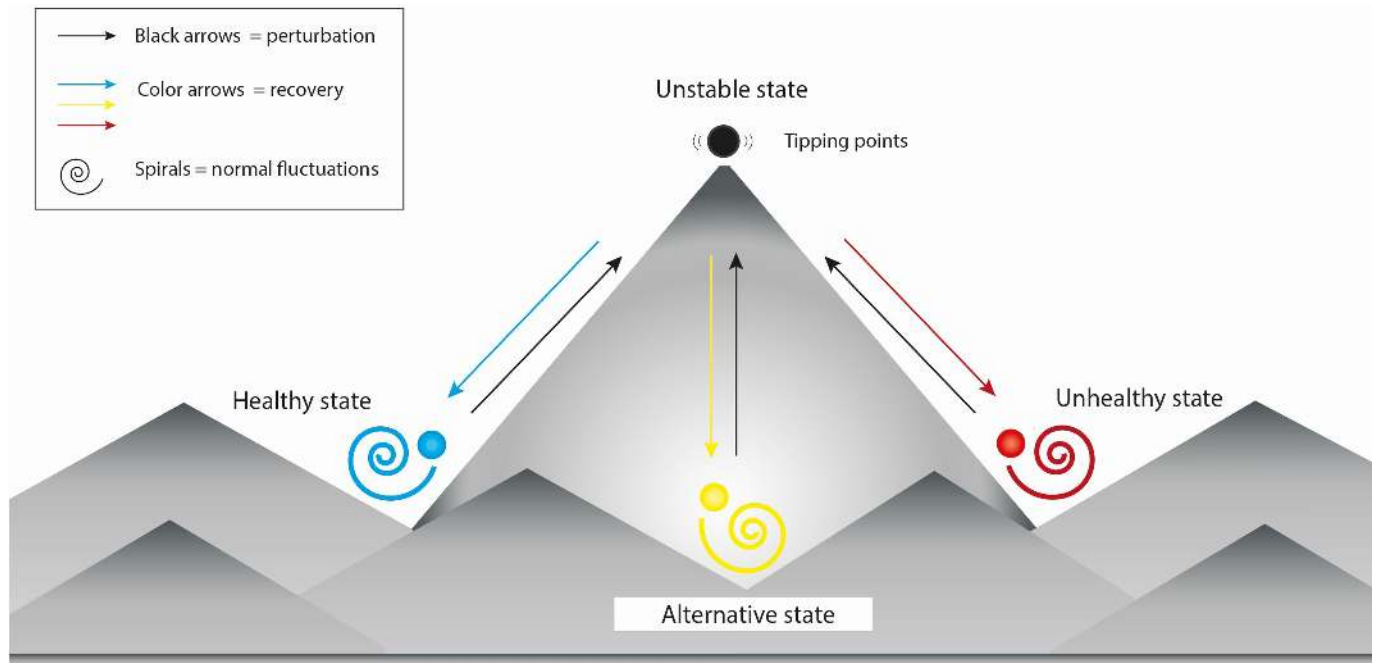 Black arrows = perturbation
Color arrows = recovery
Spirals = normal fluctuations
Unstable state
Tipping points
Healthy state
Unhealthy state
Alternative state